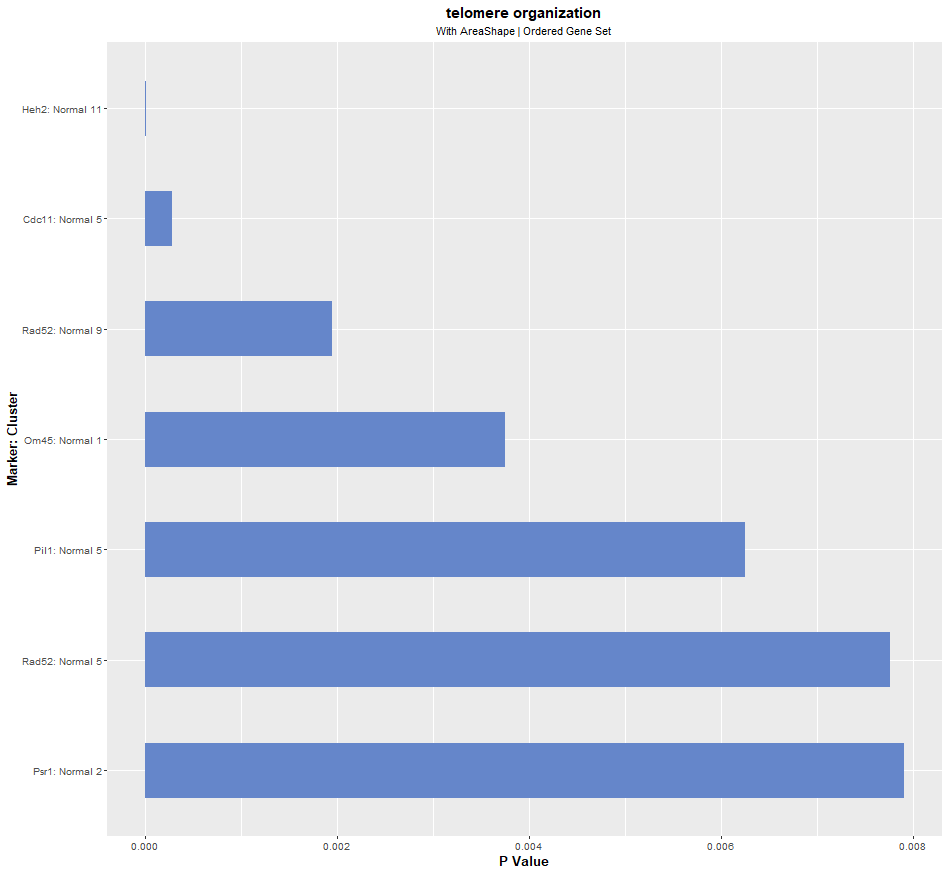 telomere organization
With AreaShape | Ordered Gene Set
Marker: Cluster
Heh2: Normal 11
Cdc11: Normal 5
Rad52: Normal 9
Om45: Normal 1
Pil1: Normal 5
Rad52: Normal 5
Psr1: Normal 2
0.000 0.002 0.004 0.006 0.008
P Value